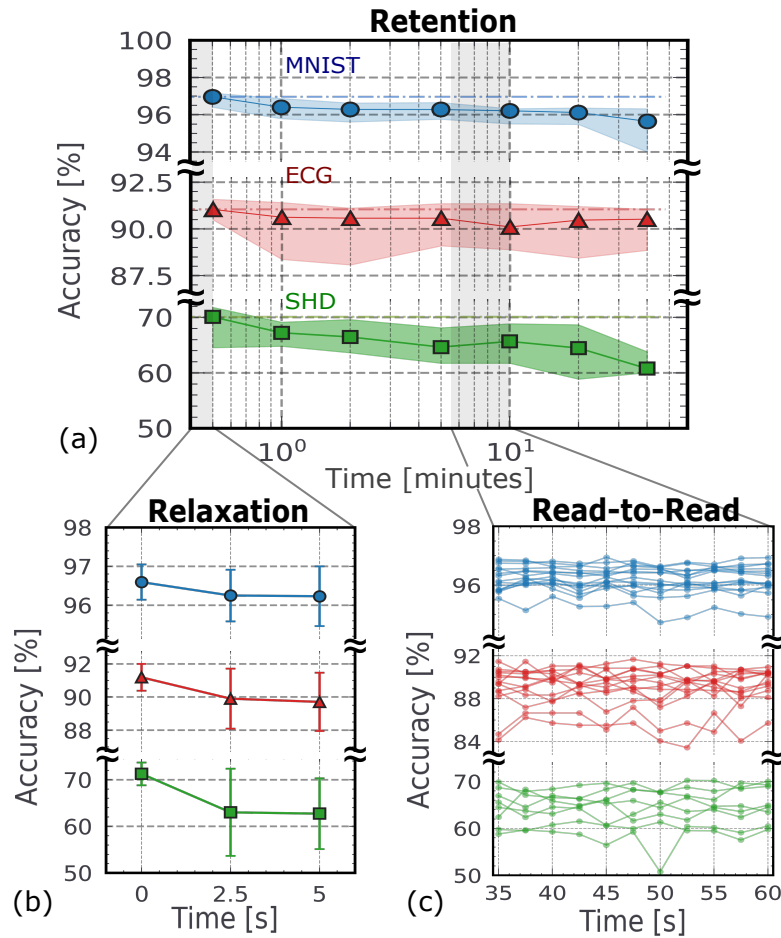 Retention
100
98
96
94
MNIST
92.5
90.0
87.5
ECG
70
60
50
SHD
Accuracy [%]
(a)
10⁰
10¹
Time [minutes]
Relaxation
98
97
96
92
90
88
70
60
50
Accuracy [%]
0
2.5
5
(b)
Time [s]
Read-to-Read
98
96
92
88
84
70
60
50
Accuracy [%]
35
40
45
50
55
60
(c)
Time [s]